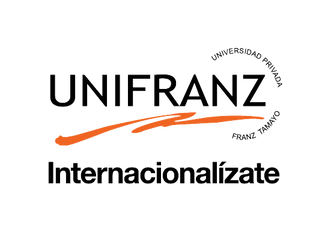 UNIVERSIDAD PRIVADA
UNIFRANZ
FRANZ TAMAYO
Internacionalízate